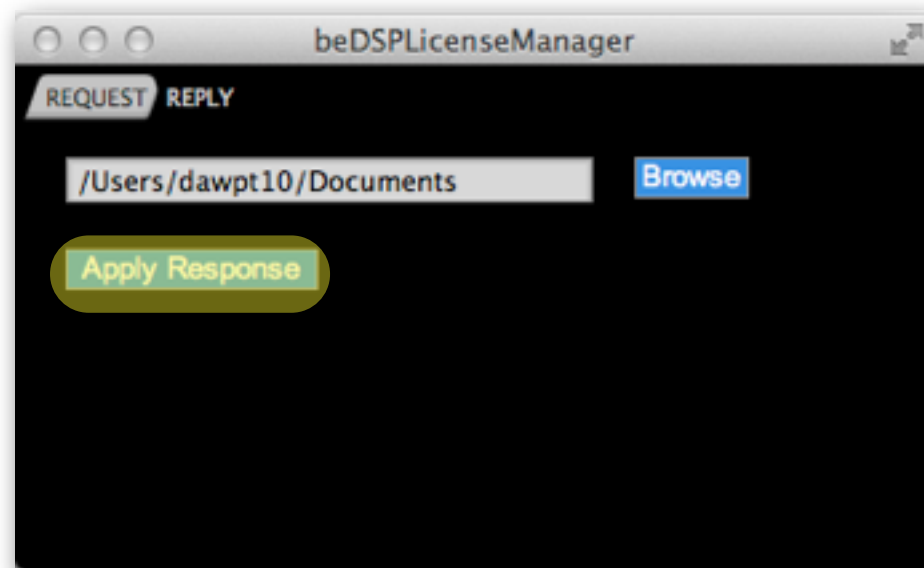 beDSPLicenseManager
REQUEST REPLY
/Users/dawpt10/Documents Browse
Apply Response